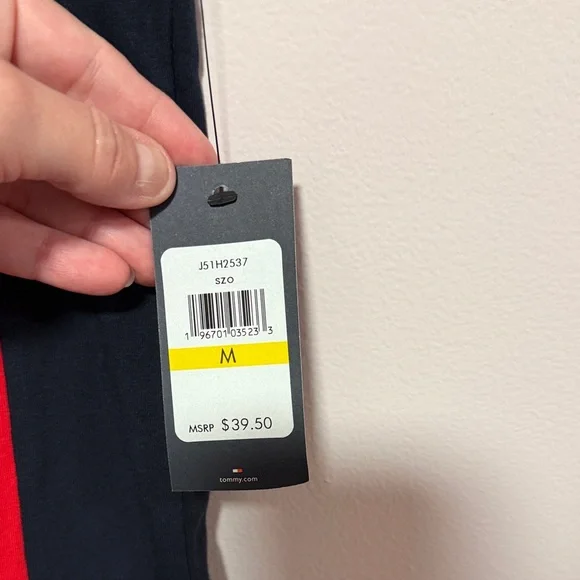 J51H2537
SZO
1 96701 03523 3
M
MSRP $39.50
tommy.com